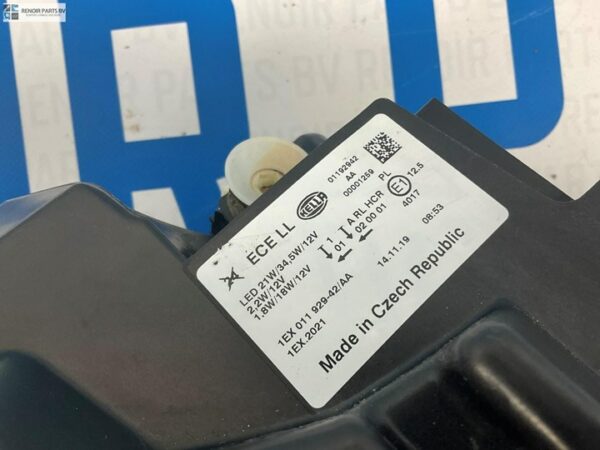 RENOIR PARTS BV
ECE LL
HELLA
01192942
AA
00001259
LED 21W/34,5W/12V
2,2W/12V
1.8W/18W/12V
1
01
A RL HCR PL
02 00 01
E1
12,5
4017
1EX 011 929-42/AA
1EX.2021
14.11.19
08:53
Made in Czech Republic